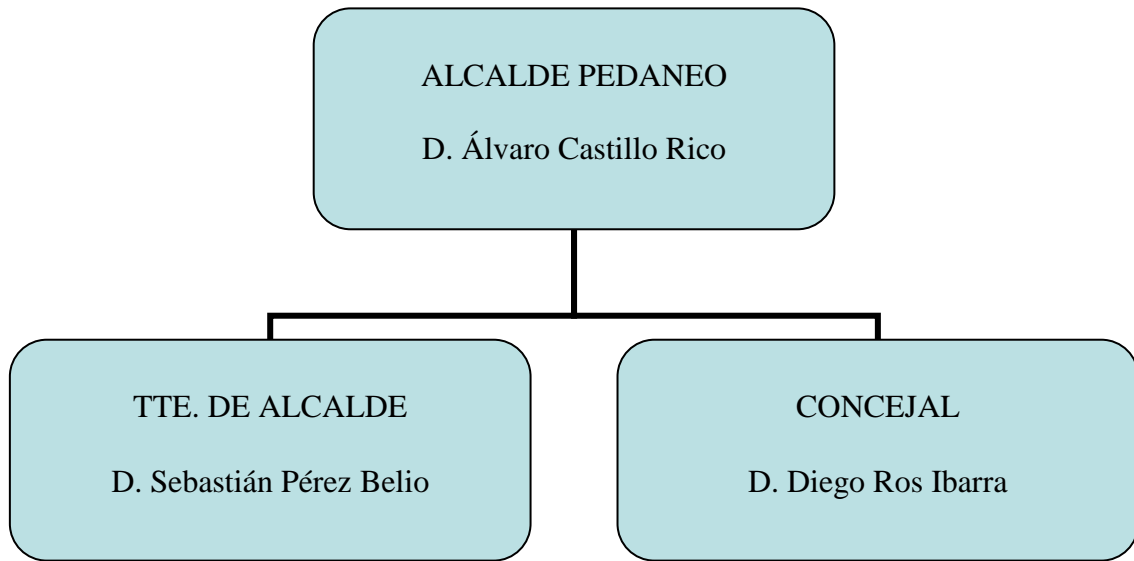 ALCALDE PEDANEO
D. Álvaro Castillo Rico
TTE. DE ALCALDE
D. Sebastián Pérez Belio
CONCEJAL
D. Diego Ros Ibarra